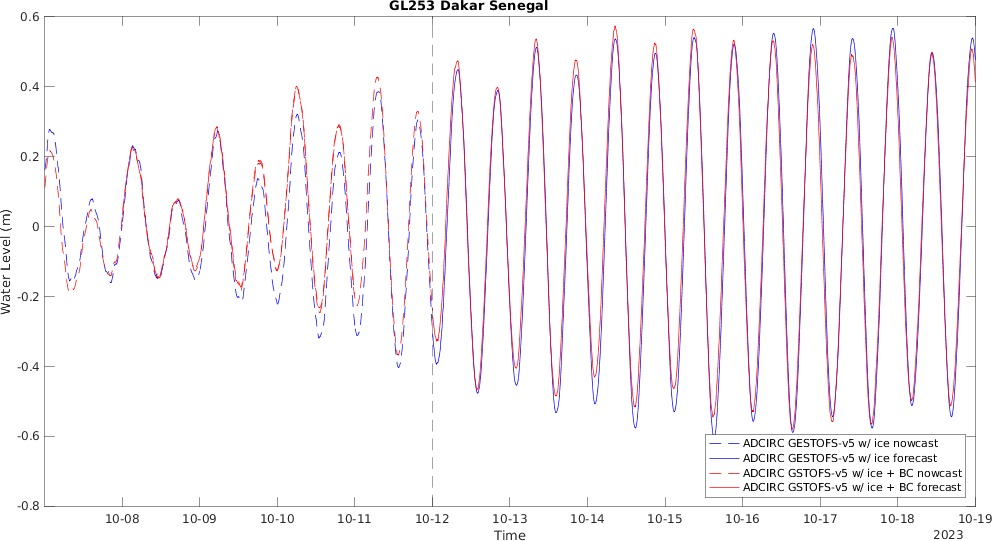 GL253 Dakar Senegal
0.6
0.4
0.2
0
-0.2
-0.4
-0.6
-0.8
Water Level (m)
ADCIRC GESTOFS-v5 w/ ice nowcast
ADCIRC GESTOFS-v5 w/ ice forecast
ADCIRC GSTOFS-v5 w/ ice + BC nowcast
ADCIRC GSTOFS-v5 w/ ice + BC forecast
10-08 10-09 10-10 10-11 10-12 10-13 10-14 10-15 10-16 10-17 10-18 10-19
Time
2023